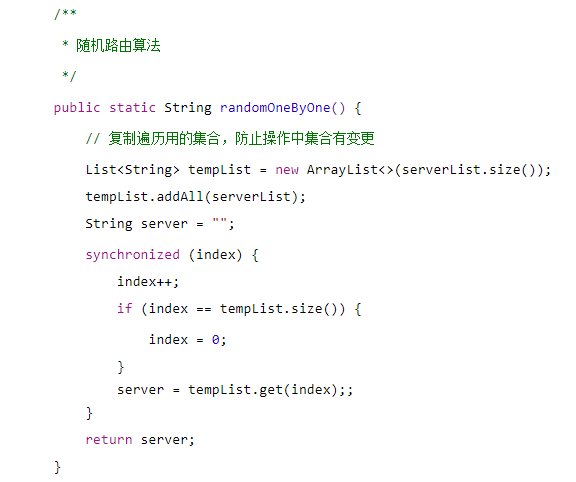 /**
 * 随机路由算法
 */
public static String randomOneByOne() {
    // 复制遍历用的集合，防止操作中集合有变更
    List<String> tempList = new ArrayList<>(serverList.size());
    tempList.addAll(serverList);
    String server = "";
    synchronized (index) {
        index++;
        if (index == tempList.size()) {
            index = 0;
        }
        server = tempList.get(index);;
    }
    return server;
}